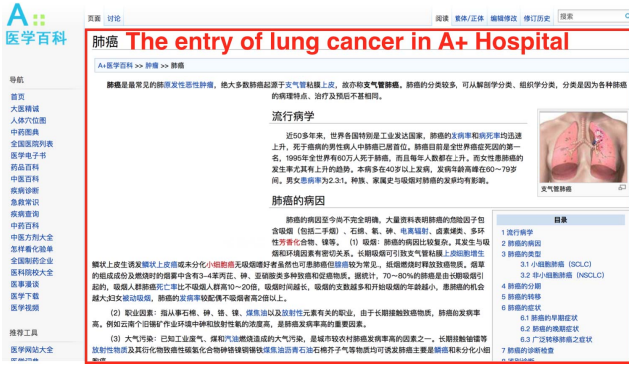 A+
医学百科
页面 讨论
阅读 繁体/正体 编辑修改 修订历史 搜索
肺癌 The entry of lung cancer in A+ Hospital
A+医学百科 >> 肿瘤 >> 肺癌
导航
首页
大医精诚
人体穴位图
中药图典
全国医院列表
医学电子书
药品百科
中医百科
疾病诊断
急救常识
疾病查询
中药百科
中医方剂大全
怎样看化验单
全国制药企业
医科院校大全
医事漫谈
医学下载
医学视频
推荐工具
医学网站大全
肺癌是最常见的肺原发性恶性肿瘤，绝大多数肺癌起源于支气管粘膜上皮，故亦称支气管肺癌。肺癌的分类较多，可从解剖学分类、组织学分类，分类是因为各种肺癌
的病理特点、治疗及预后不甚相同。
流行病学
近50多年来，世界各国特别是工业发达国家，肺癌的发病率和病死率均迅速
上升，死于癌病的男性病人中肺癌已居首位。肺癌目前是全世界癌症死因的第一
名，1995年全世界有60万人死于肺癌，而且每年人数都在上升。而女性患肺癌的
发生率尤其有上升的趋势。本病多在40岁以上发病，发病年龄高峰在60～79岁
间。男女患病率为2.3:1。种族、家属史与吸烟对肺癌的发病均有影响。
支气管肺癌
肺癌的病因
肺癌的病因至今尚不完全明确，大量资料表明肺癌的危险因子包
含吸烟（包括二手烟）、石棉、氡、砷、电离辐射、卤素烯类、多环
性芳香化合物、镍等。（1）吸烟：肺癌的病因比较复杂。其发生与吸
烟和环境因素有密切关系。长期吸烟可引致支气管粘膜上皮细胞增生
鳞状上皮生诱发鳞状上皮癌或未分化小细胞癌无吸烟嗜好者虽然也可患肺癌但腺癌较为常见、纸烟燃烧时释放致癌物质。烟草
的组成成份及燃烧时的烟雾中含有3-4苯丙芘、砷、亚硝胺类多种致癌和促癌物质。据统计，70～80%的肺癌是由长期吸烟引
起的，吸烟人群肺癌死亡率比不吸烟人群高10～20倍，吸烟时间越长，吸烟的支数越多和开始吸烟的年龄越小，患肺癌的机会
越大;妇女被动吸烟，肺癌的发病率较配偶不吸烟者高2倍以上。
（2）职业因素：指从事石棉、砷、铬、镍、煤焦油以及放射性元素有关的职业，由于长期接触致癌物质，肺癌的发病率
高。例如云南个旧锡矿作业环境中砷和放射性氡的浓度高，是肺癌发病率高的重要因素。
（3）大气污染：已知工业废气、煤和汽油燃烧造成的大气污染，是城市较农村肺癌发病率高的因素之一。长期接触铀镭等
放射性物质及其衍化物致癌性碳氢化合物砷铬镍铜锡铁煤焦油沥青石油石棉芥子气等物质均可诱发肺癌主要是鳞癌和未分化小细
目录
1 流行病学
2 肺癌的病因
3 肺癌的类型
3.1 小细胞肺癌（SCLC）
3.2 非小细胞肺癌（NSCLC）
4 肺癌的分期
5 肺癌的转移
6 肺癌的症状
6.1 肺癌的早期症状
6.2 肺癌的晚期症状
6.3 广泛转移肺癌之症状
7 肺癌的诊断检查